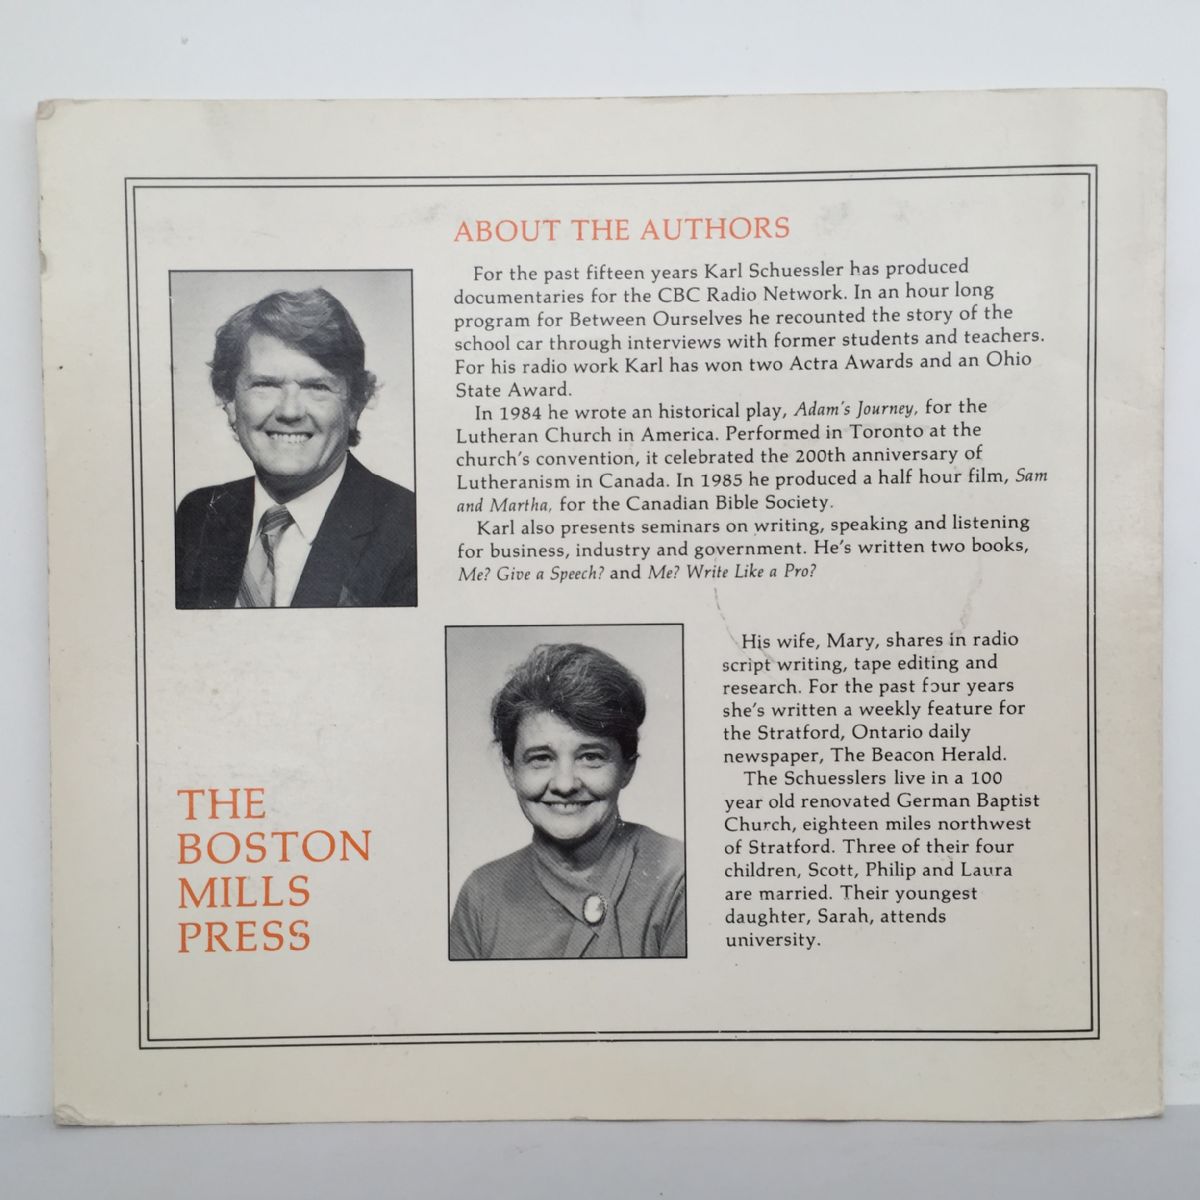 ABOUT THE AUTHORS
For the past fifteen years Karl Schuessler has produced
documentaries for the CBC Radio Network. In an hour long
program for Between Ourselves he recounted the story of the
school car through interviews with former students and teachers.
For his radio work Karl has won two Actra Awards and an Ohio
State Award.
In 1984 he wrote an historical play, Adam's Journey, for the
Lutheran Church in America. Performed in Toronto at the
church's convention, it celebrated the 200th anniversary of
Lutheranism in Canada. In 1985 he produced a half hour film, Sam
and Martha, for the Canadian Bible Society.
Karl also presents seminars on writing, speaking and listening
for business, industry and government. He's written two books,
Me? Give a Speech? and Me? Write Like a Pro?
His wife, Mary, shares in radio
script writing, tape editing and
research. For the past four years
she's written a weekly feature for
the Stratford, Ontario daily
newspaper, The Beacon Herald.
The Schuesslers live in a 100
year old renovated German Baptist
Church, eighteen miles northwest
of Stratford. Three of their four
children, Scott, Philip and Laura
are married. Their youngest
daughter, Sarah, attends
university.
THE
BOSTON
MILLS
PRESS